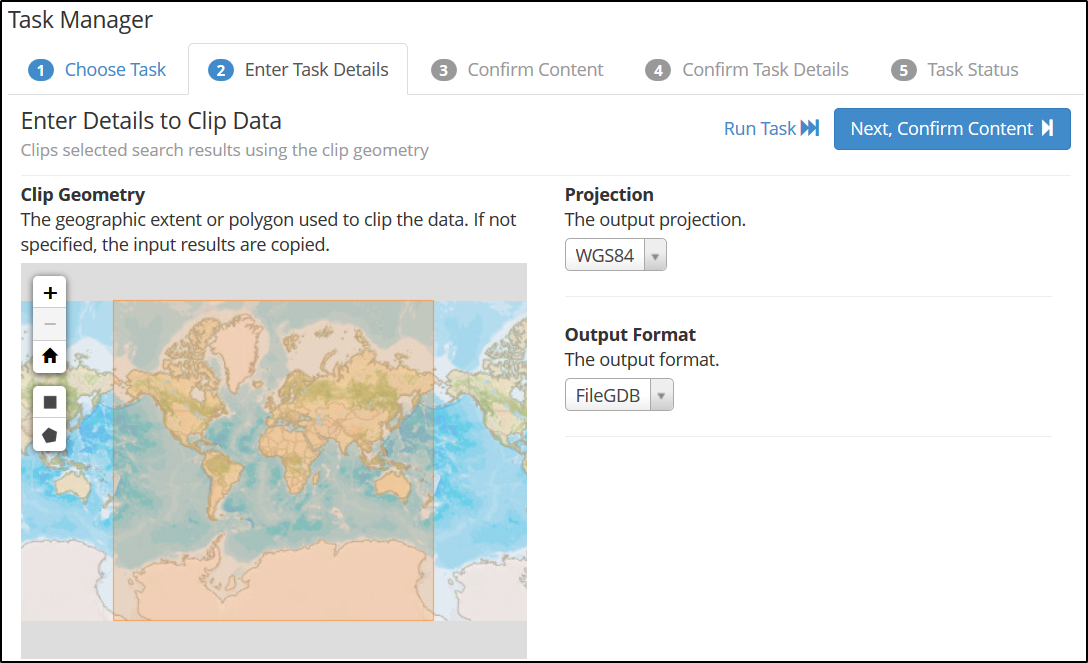 Task Manager
1 Choose Task
2 Enter Task Details
3 Confirm Content
4 Confirm Task Details
5 Task Status
Enter Details to Clip Data
Clips selected search results using the clip geometry
Run Task
Next, Confirm Content
Clip Geometry
The geographic extent or polygon used to clip the data. If not
specified, the input results are copied.
+
−
Projection
The output projection.
WGS84
Output Format
The output format.
FileGDB